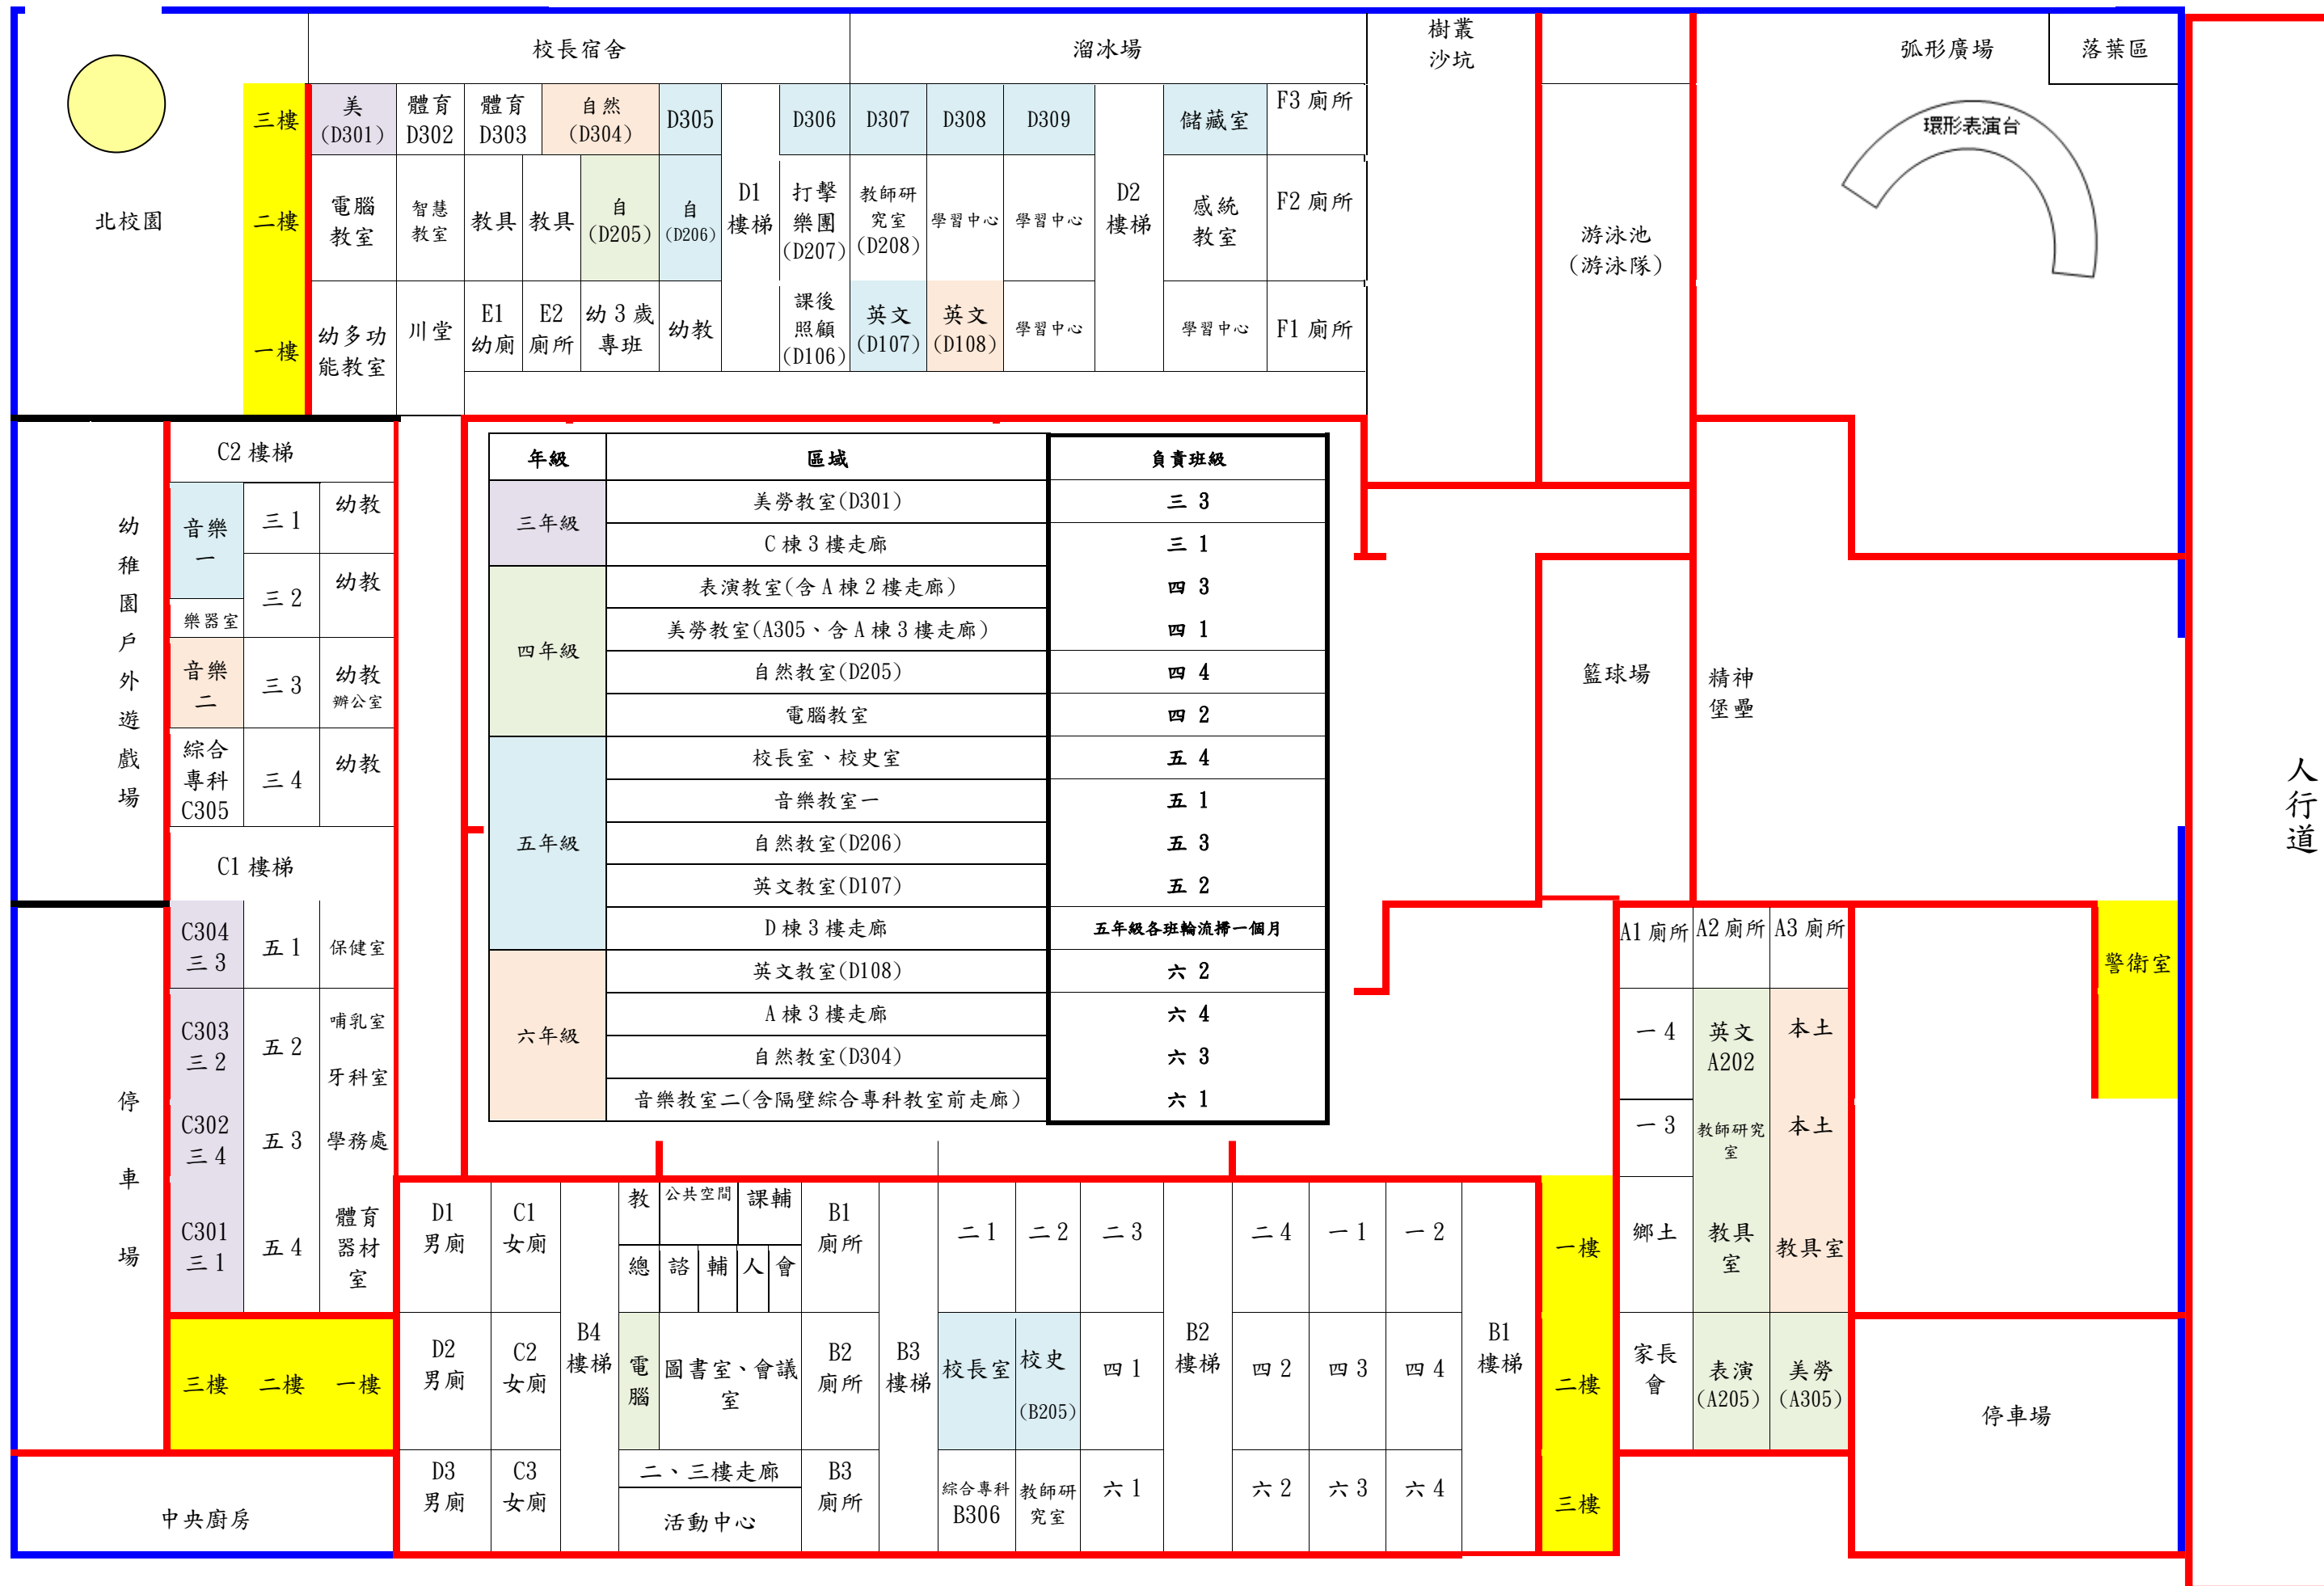 校長宿舍
溜冰場
樹叢
沙坑
弧形廣場
落葉區
環形表演台
北校園
三樓
二樓
一樓
美
(D301)
體育
D302
體育
D303
自然
(D304)
D305
D306
D307
D308
D309
儲藏室
F3 廁所
電腦
教室
智慧
教室
教具
教具
自
(D205)
自
(D206)
D1
樓梯
打擊
樂團
(D207)
教師研
究室
(D208)
學習中心
學習中心
D2
樓梯
感統
教室
F2 廁所
幼多功
能教室
川堂
E1
幼廁
E2
廁所
幼 3 歲
專班
幼教
課後
照顧
(D106)
英文
(D107)
英文
(D108)
學習中心
學習中心
F1 廁所
游泳池
(游泳隊)
幼稚園戶外遊戲場
C2 樓梯
音樂
一
三 1
幼教
三 2
幼教
樂器室
音樂
二
三 3
幼教
辦公室
綜合
專科
C305
三 4
幼教
C1 樓梯
年級 區域 負責班級
三年級
美勞教室(D301) 三 3
C 棟 3 樓走廊 三 1
四年級
表演教室(含 A 棟 2 樓走廊) 四 3
美勞教室(A305、含 A 棟 3 樓走廊) 四 1
自然教室(D205) 四 4
電腦教室 四 2
五年級
校長室、校史室 五 4
音樂教室一 五 1
自然教室(D206) 五 3
英文教室(D107) 五 2
D 棟 3 樓走廊 五年級各班輪流掃一個月
六年級
英文教室(D108) 六 2
A 棟 3 樓走廊 六 4
自然教室(D304) 六 3
音樂教室二(含隔壁綜合專科教室前走廊) 六 1
籃球場
精神
堡壘
人行道
停車場
C304
三 3
五 1
保健室
C303
三 2
五 2
哺乳室
牙科室
C302
三 4
五 3
學務處
C301
三 1
五 4
體育
器材
室
三樓
二樓
一樓
中央廚房
D1
男廁
C1
女廁
教
公共空間
課輔
總
諮
輔
人
會
B1
廁所
二 1
二 2
二 3
二 4
一 1
一 2
一樓
D2
男廁
C2
女廁
B4
樓梯
電
腦
圖書室、會議
室
B2
廁所
B3
樓梯
校長室
校史
(B205)
四 1
B2
樓梯
四 2
四 3
四 4
B1
樓梯
二樓
D3
男廁
C3
女廁
二、三樓走廊
活動中心
B3
廁所
綜合專科
B306
教師研
究室
六 1
六 2
六 3
六 4
三樓
A1 廁所
A2 廁所
A3 廁所
警衛室
一 4
英文
A202
本土
一 3
教師研究
室
本土
鄉土
教具
室
教具室
家長
會
表演
(A205)
美勞
(A305)
停車場